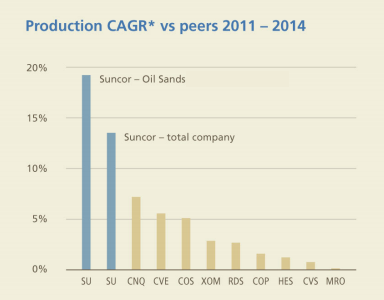 Production CAGR* vs peers 2011 – 2014
20%
Suncor – Oil Sands
15%
Suncor – total company
10%
5%
0%
SU SU CNQ CVE COS XOM RDS COP HES CVS MRO